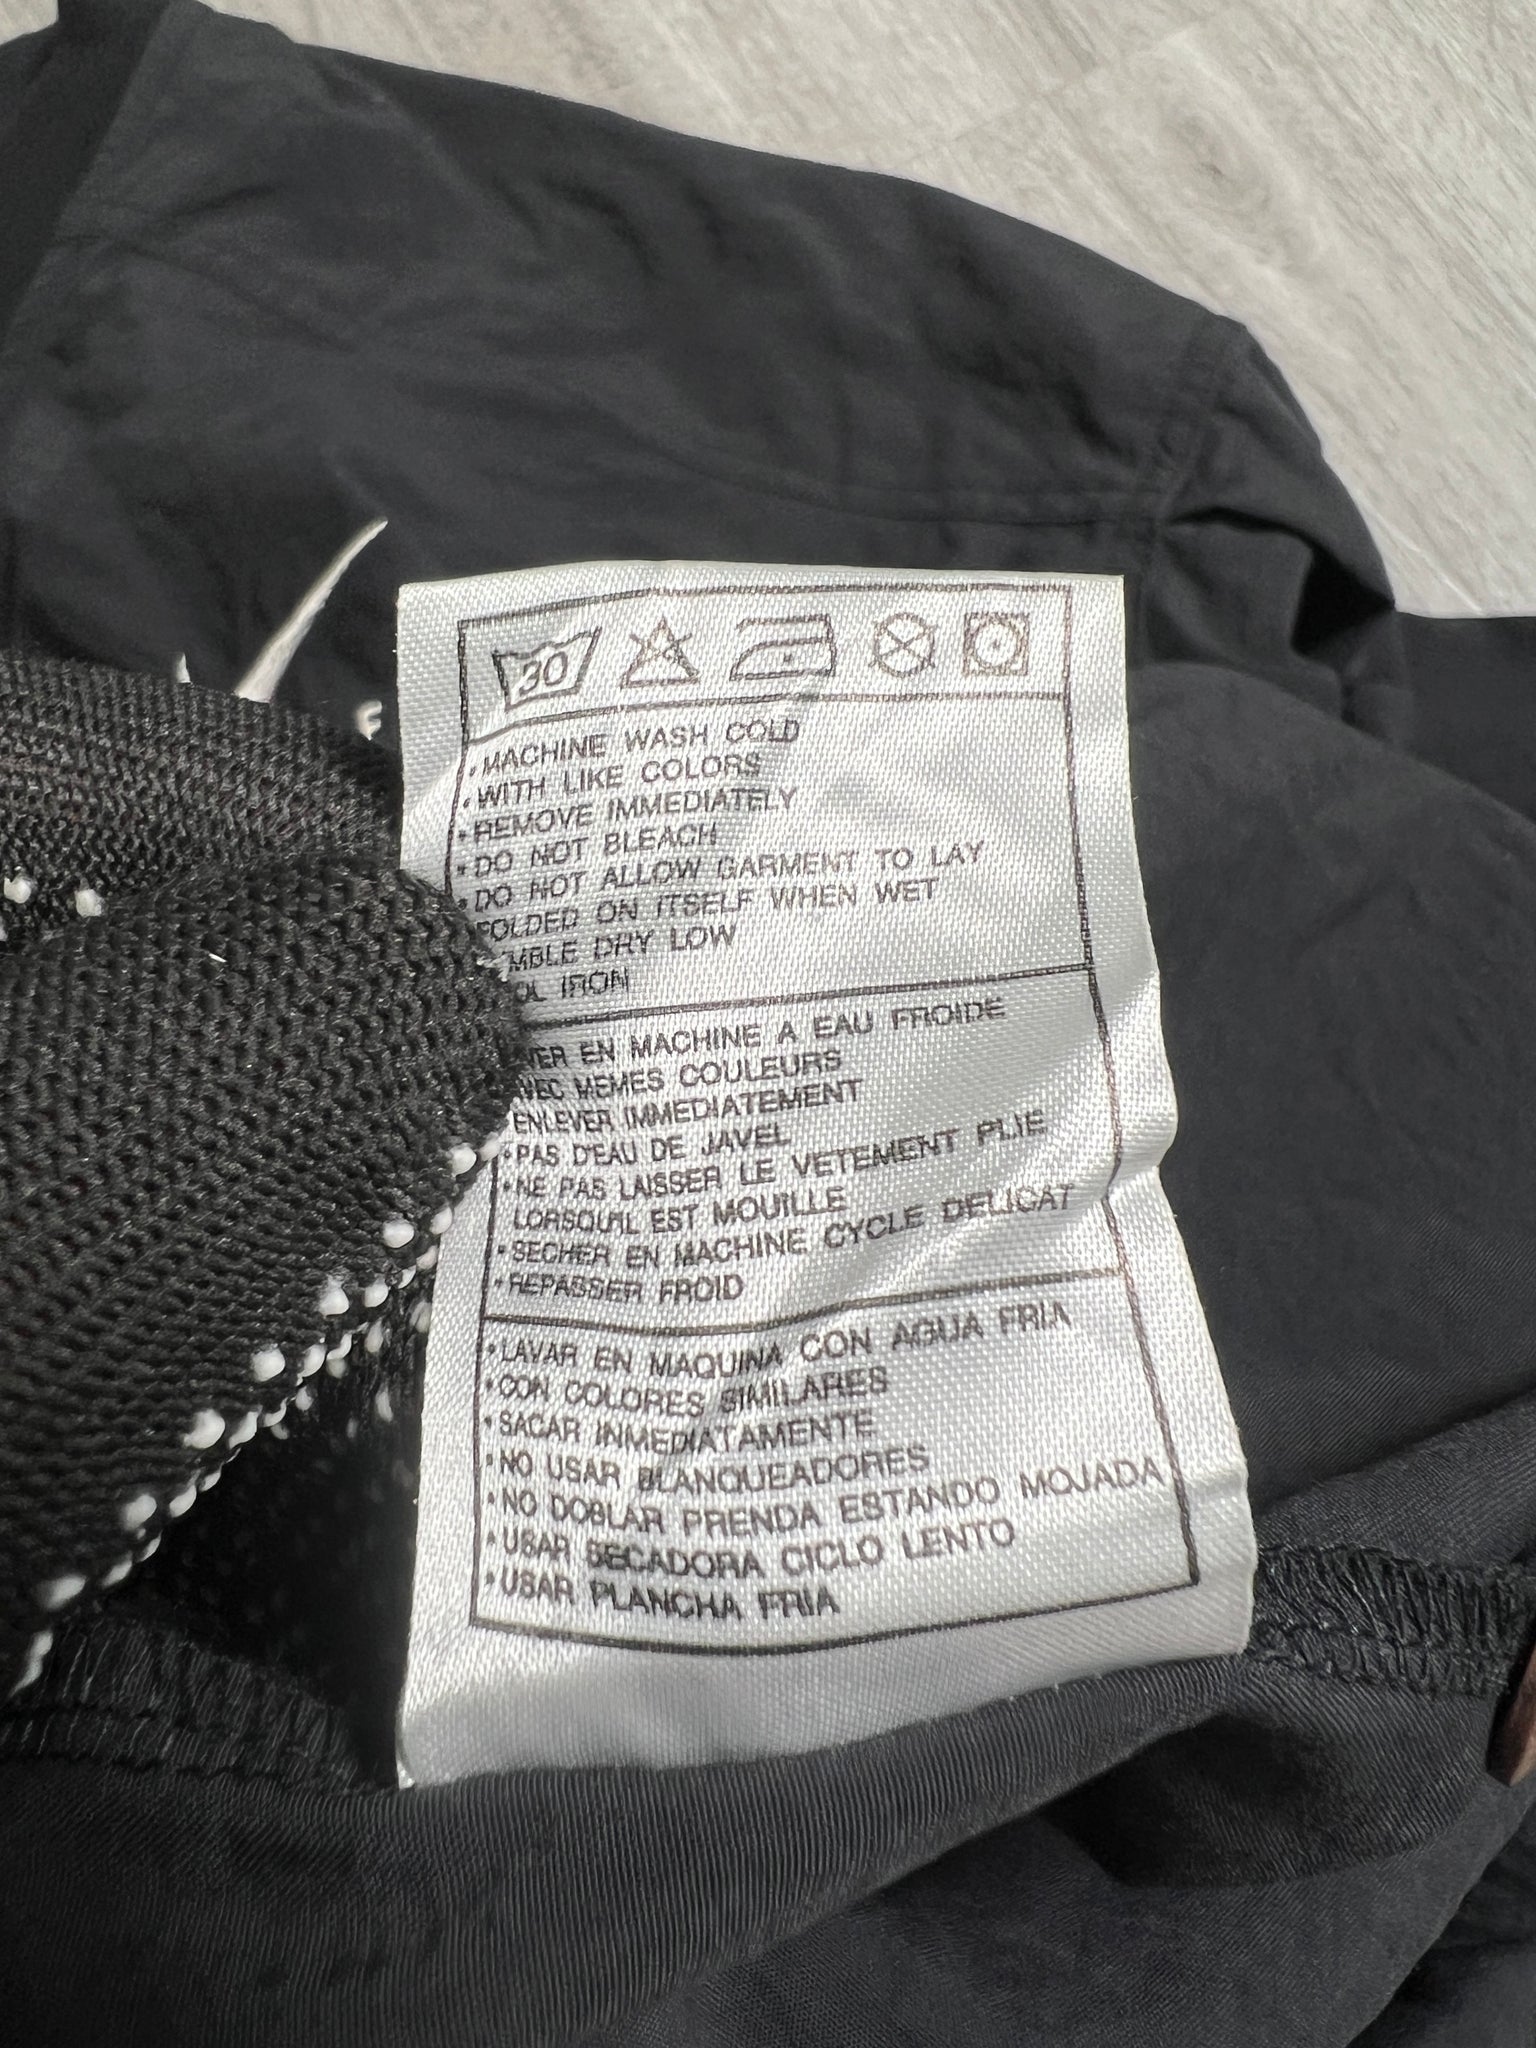 30
• MACHINE WASH COLD
• WITH LIKE COLORS
• REMOVE IMMEDIATELY
• DO NOT BLEACH
• DO NOT ALLOW GARMENT TO LAY
FOLDED ON ITSELF WHEN WET
MBLE DRY LOW
OL IRON
VER EN MACHINE A EAU FROIDE
AVEC MEMES COULEURS
ENLEVER IMMEDIATEMENT
• PAS D'EAU DE JAVEL
• NE PAS LAISSER LE VETEMENT PLIE
LORSQU'IL EST MOUILLE
• SECHER EN MACHINE CYCLE DELICAT
• REPASSER FROID
• LAVAR EN MAQUINA CON AGUA FRIA
• CON COLORES SIMILARES
• SACAR INMEDIATAMENTE
• NO USAR BLANQUEADORES
• NO DOBLAR PRENDA ESTANDO MOJADA
• USAR SECADORA CICLO LENTO
• USAR PLANCHA FRIA